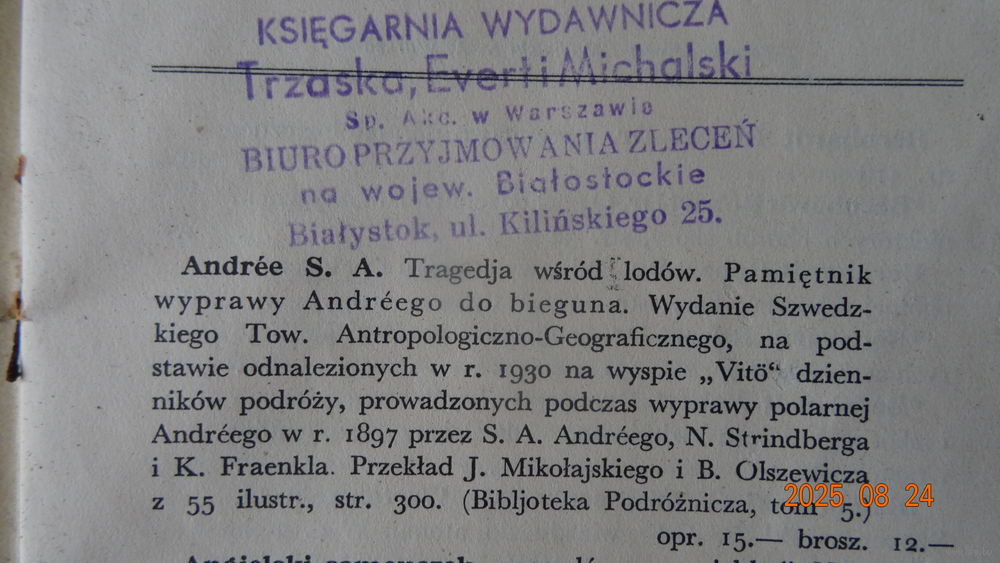 KSIĘGARNIA WYDAWNICZA
Trzaska, Evert i Michalski
Sp. Akc. w Warszawie
BIURO PRZYJMOWANIA ZLECEŃ
na wojew. Białostockie
Białystok, ul. Kilińskiego 25.
Andrée S. A. Tragedja wśród lodów. Pamiętnik
wyprawy Andréego do bieguna. Wydanie Szwedz-
kiego Tow. Antropologiczno-Geograficznego, na pod-
stawie odnalezionych w r. 1930 na wyspie „Vitö“ dzien-
ników podróży, prowadzonych podczas wyprawy polarnej
Andréego w r. 1897 przez S. A. Andréego, N. Strindberga
i K. Fraenkla. Przekład J. Mikołajskiego i B. Olszewicza
z 55 ilustr., str. 300. (Bibljoteka Podróżnicza, tom 5.)
2025 08 24
opr. 15.— brosz. 12.—